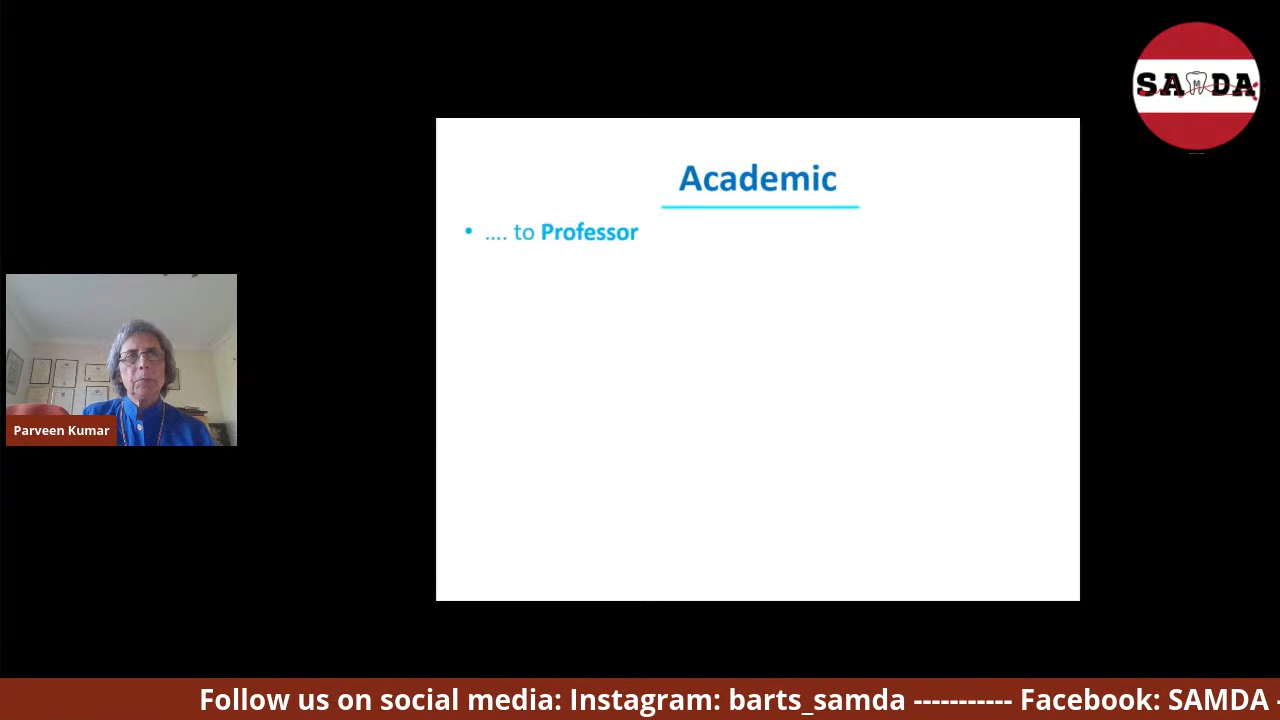 SAMDA
Academic
• .... to Professor
Parveen Kumar
Follow us on social media: Instagram: barts_samda ----------- Facebook: SAMDA -